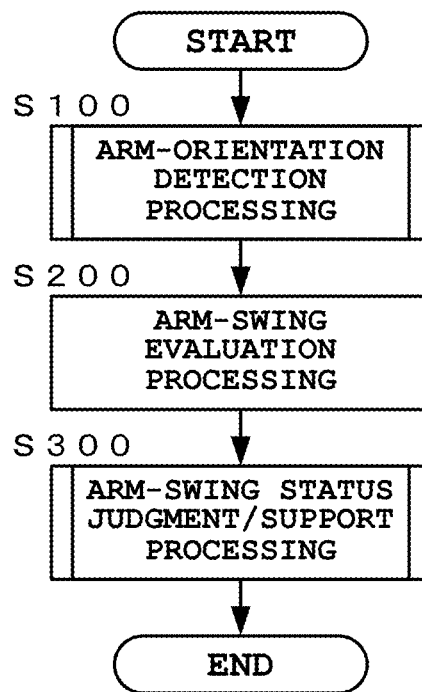 START
S100
ARM-ORIENTATION
DETECTION
PROCESSING
S200
ARM-SWING
EVALUATION
PROCESSING
S300
ARM-SWING STATUS
JUDGMENT/SUPPORT
PROCESSING
END